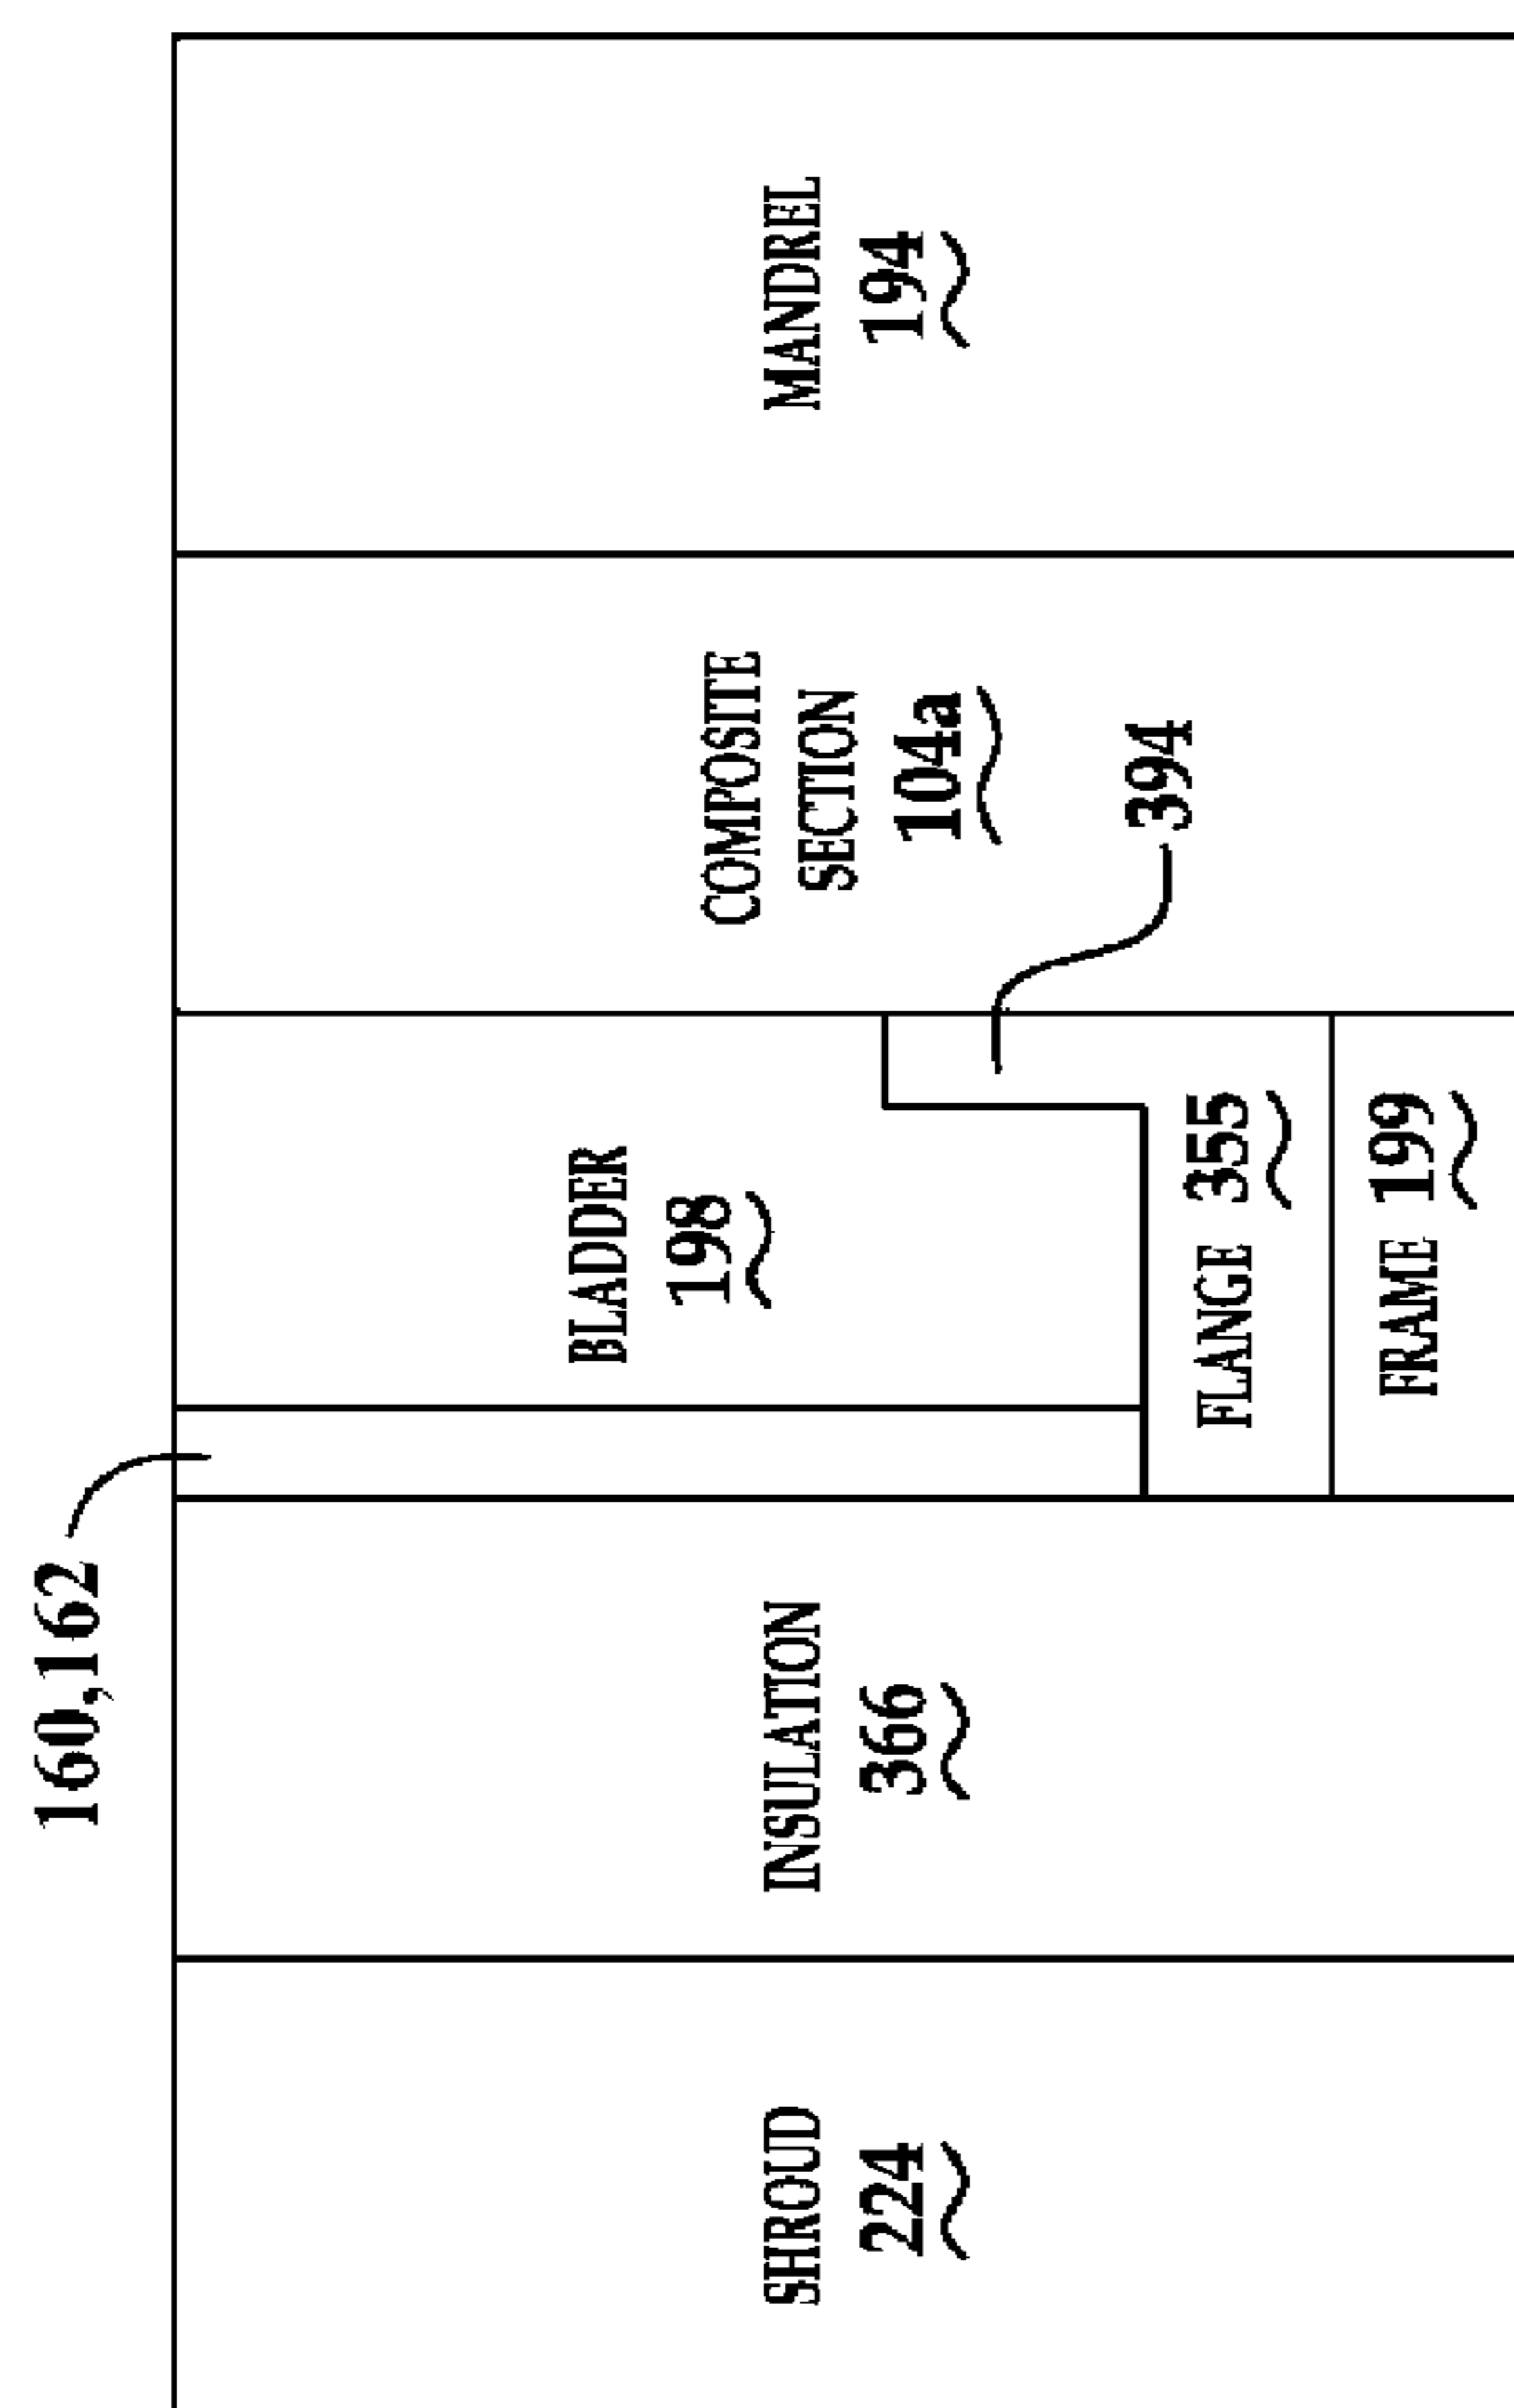 160,162
SHROUD
224
INSULATION
366
BLADDER
198
FLANGE 355
FRAME 199
COMPOSITE
SECTION
104a
394
MANDREL
194